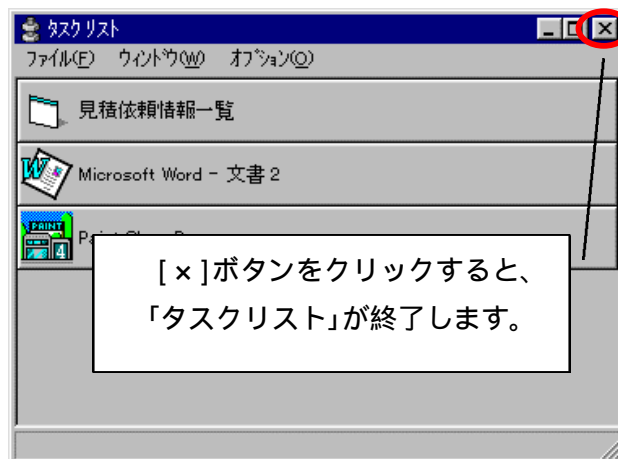 タスク リスト
ファイル(F) ウィンドウ(W) オプション(O)
見積依頼情報一覧
Microsoft Word - 文書 2
PAINT
4
[×]ボタンをクリックすると、
「タスクリスト」が終了します。